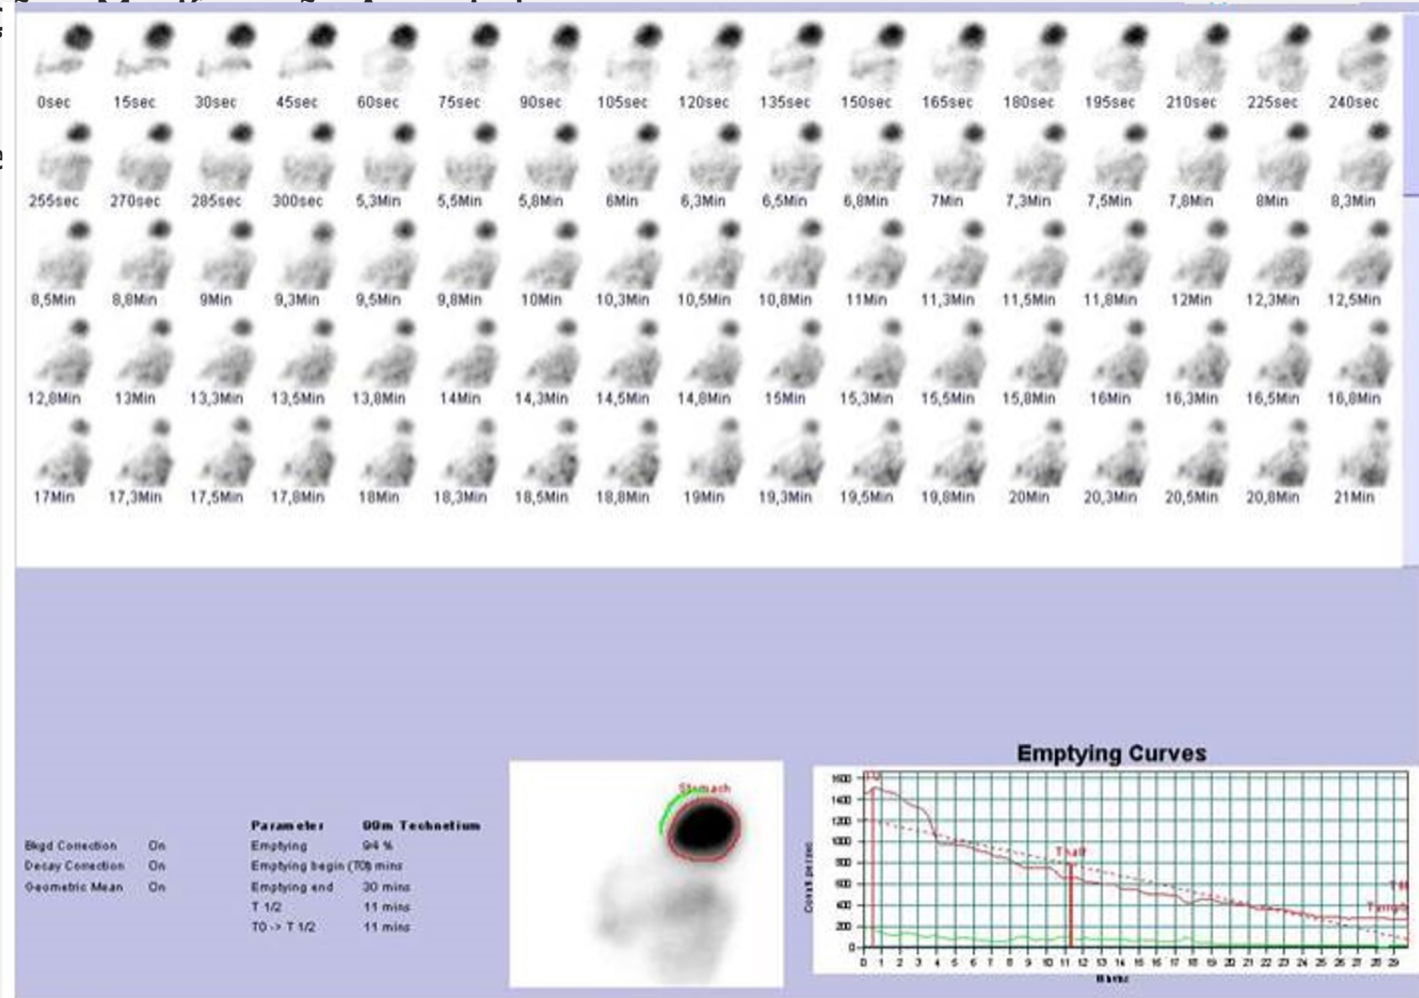 0sec 15sec 30sec 45sec 60sec 75sec 90sec 105sec 120sec 135sec 150sec 165sec 180sec 195sec 210sec 225sec 240sec
255sec 270sec 285sec 300sec 5,3Min 5,5Min 5,8Min 6Min 6,3Min 6,5Min 6,8Min 7Min 7,3Min 7,5Min 7,8Min 8Min 8,3Min
8,5Min 8,8Min 9Min 9,3Min 9,5Min 9,8Min 10Min 10,3Min 10,5Min 10,8Min 11Min 11,3Min 11,5Min 11,8Min 12Min 12,3Min 12,5Min
12,8Min 13Min 13,3Min 13,5Min 13,8Min 14Min 14,3Min 14,5Min 14,8Min 15Min 15,3Min 15,5Min 15,8Min 16Min 16,3Min 16,5Min 16,8Min
17Min 17,3Min 17,5Min 17,8Min 18Min 18,3Min 18,5Min 18,8Min 19Min 19,3Min 19,5Min 19,8Min 20Min 20,3Min 20,5Min 20,8Min 21Min
Bkgd Correction On
Decay Correction On
Geometric Mean On
Parameter 99m Technetium
Emptying 94 %
Emptying begin (T0) mins
Emptying end 30 mins
T 1/2 11 mins
T0 -> T 1/2 11 mins
Stomach
Emptying Curves
1600
1400
1200
1000
800
600
400
200
0
T0
Thalf
0 1 2 3 4 5 6 7 8 9 10 11 12 13 14 15 16 17 18 19 20 21 22 23 24 25 26 27 28 29